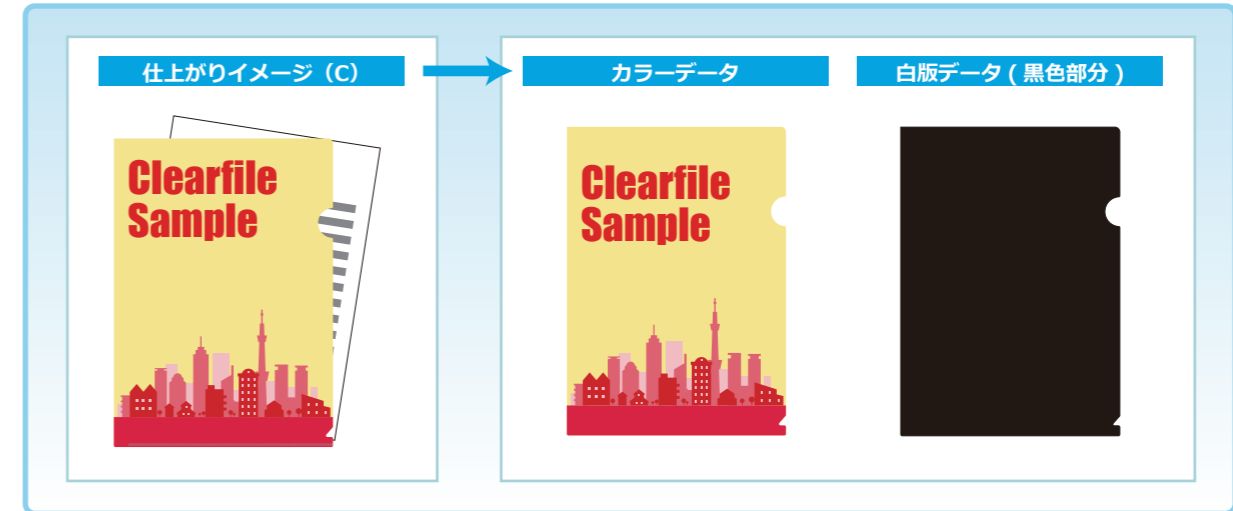 仕上がりイメージ（C）
カラーデータ
白版データ ( 黒色部分 )
Clearfile
Sample
Clearfile
Sample